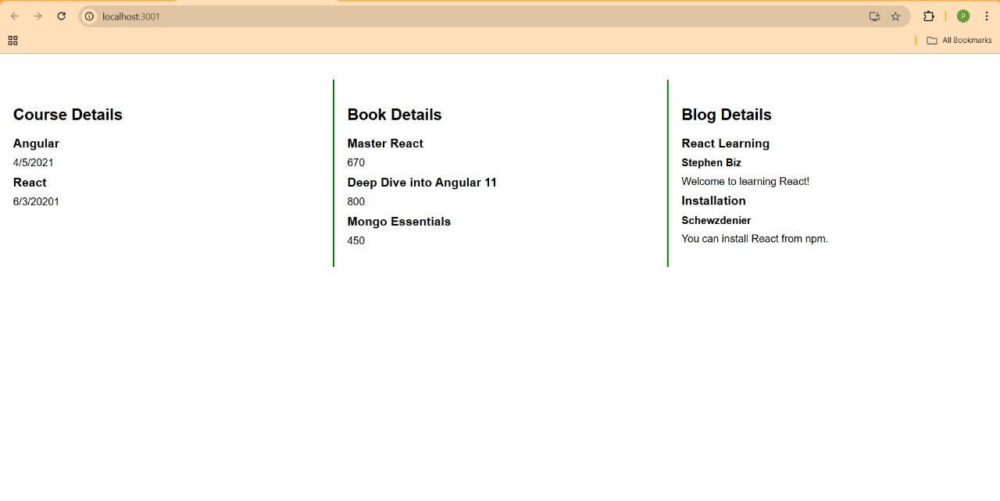 localhost:3001
P
All Bookmarks
Course Details
Angular
4/5/2021
React
6/3/20201
Book Details
Master React
670
Deep Dive into Angular 11
800
Mongo Essentials
450
Blog Details
React Learning
Stephen Biz
Welcome to learning React!
Installation
Schewzdenier
You can install React from npm.